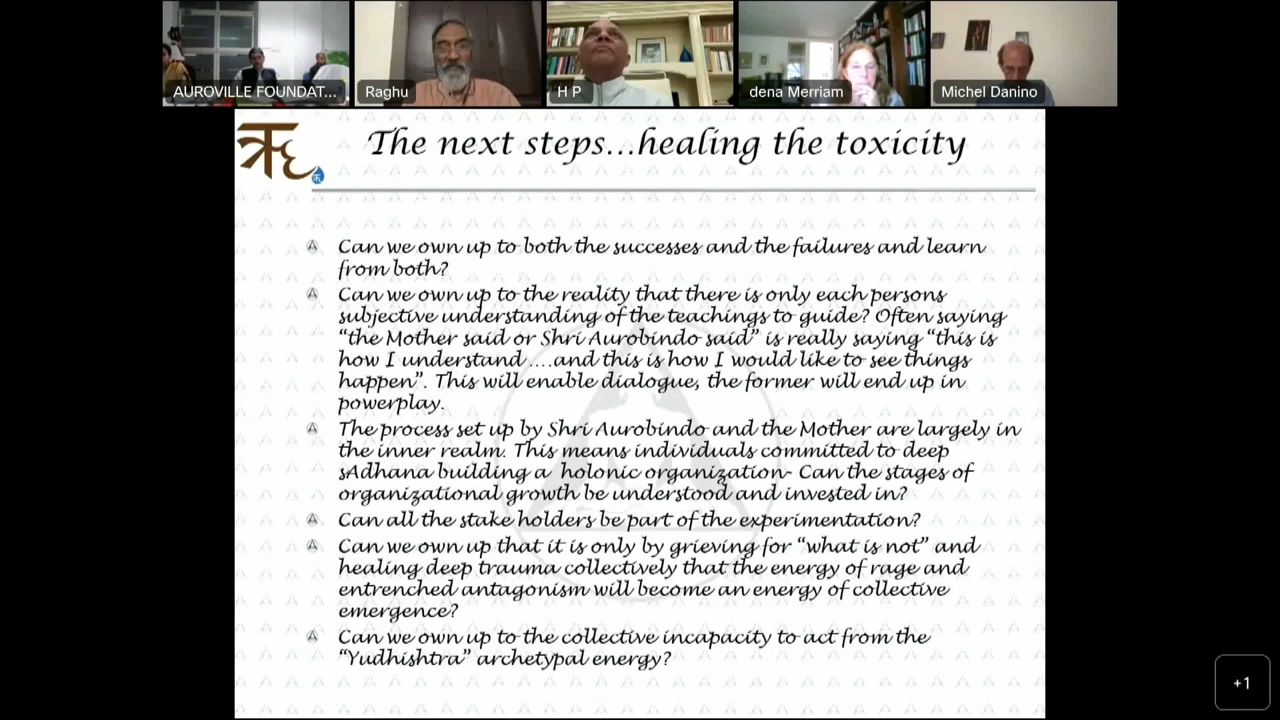 AUROVILLE FOUNDAT...
Raghu
H P
dena Merriam
Michel Danino
The next steps...healing the toxicity
Can we own up to both the successes and the failures and learn
from both?
Can we own up to the reality that there is only each persons
subjective understanding of the teachings to guide? Often saying
“the Mother said or Shri Aurobindo said” is really saying “this is
how I understand ....and this is how I would like to see things
happen”. This will enable dialogue, the former will end up in
powerplay.
The process set up by Shri Aurobindo and the Mother are largely in
the inner realm. This means individuals committed to deep
sAdhana building a holonic organization- Can the stages of
organizational growth be understood and invested in?
Can all the stake holders be part of the experimentation?
Can we own up that it is only by grieving for “what is not” and
healing deep trauma collectively that the energy of rage and
entrenched antagonism will become an energy of collective
emergence?
Can we own up to the collective incapacity to act from the
“Yudhishtra” archetypal energy?
+1